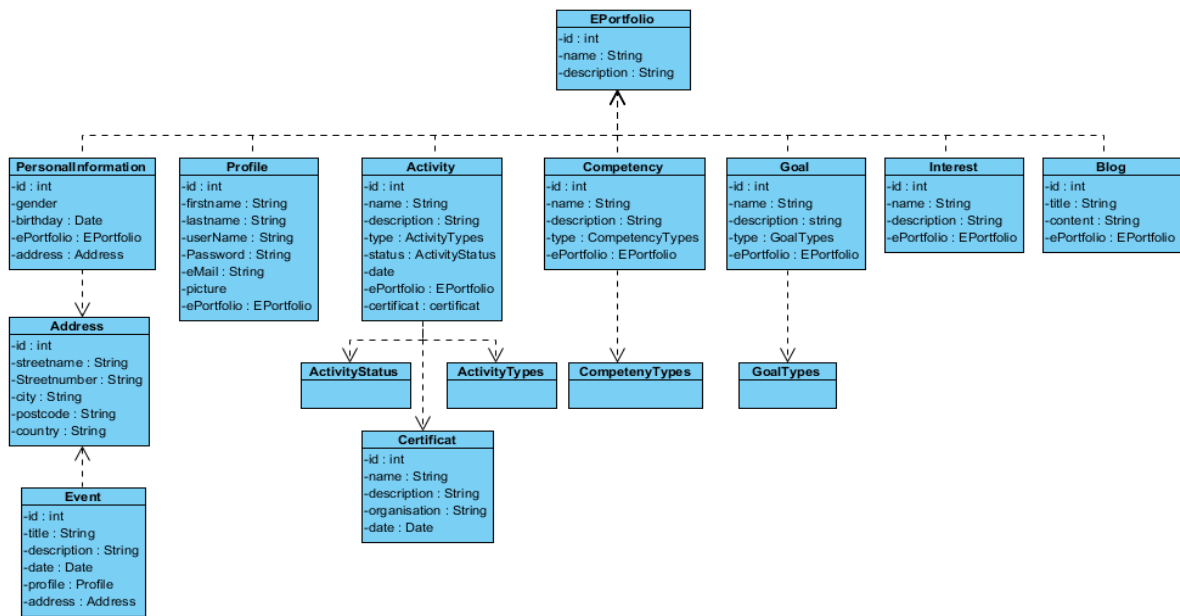 EPortfolio
-id : int
-name : String
-description : String
PersonalInformation
-id : int
-gender
-birthday : Date
-ePortfolio : EPortfolio
-address : Address
Profile
-id : int
-firstname : String
-lastname : String
-userName : String
-Password : String
-eMail : String
-picture
-ePortfolio : EPortfolio
Activity
-id : int
-name : String
-description : String
-type : ActivityTypes
-status : ActivityStatus
-date
-ePortfolio : EPortfolio
-certificat : certificat
Competency
-id : int
-name : String
-description : String
-type : CompetencyTypes
-ePortfolio : EPortfolio
Goal
-id : int
-name : String
-description : string
-type : GoalTypes
-ePortfolio : EPortfolio
Interest
-id : int
-name : String
-description : String
-ePortfolio : EPortfolio
Blog
-id : int
-title : String
-content : String
-ePortfolio : EPortfolio
Address
-id : int
-streetname : String
-Streetnumber : String
-city : String
-postcode : String
-country : String
ActivityStatus
ActivityTypes
CompetenyTypes
GoalTypes
Certificat
-id : int
-name : String
-description : String
-organisation : String
-date : Date
Event
-id : int
-title : String
-description : String
-date : Date
-profile : Profile
-address : Address